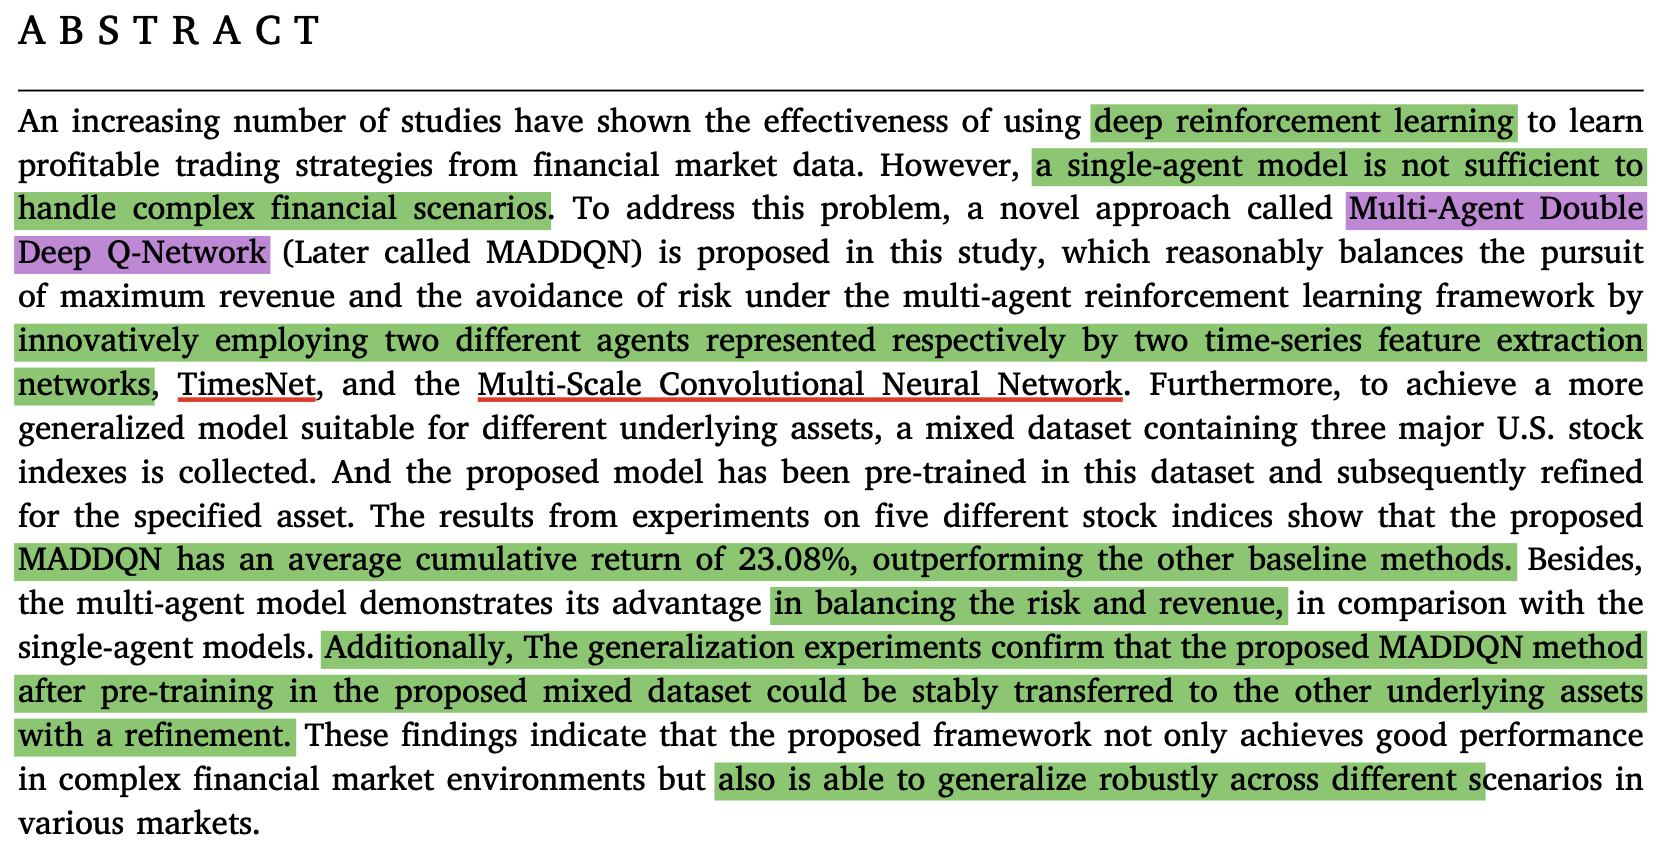 ABSTRACT
An increasing number of studies have shown the effectiveness of using deep reinforcement learning to learn
profitable trading strategies from financial market data. However, a single-agent model is not sufficient to
handle complex financial scenarios. To address this problem, a novel approach called Multi-Agent Double
Deep Q-Network (Later called MADDQN) is proposed in this study, which reasonably balances the pursuit
of maximum revenue and the avoidance of risk under the multi-agent reinforcement learning framework by
innovatively employing two different agents represented respectively by two time-series feature extraction
networks, TimesNet, and the Multi-Scale Convolutional Neural Network. Furthermore, to achieve a more
generalized model suitable for different underlying assets, a mixed dataset containing three major U.S. stock
indexes is collected. And the proposed model has been pre-trained in this dataset and subsequently refined
for the specified asset. The results from experiments on five different stock indices show that the proposed
MADDQN has an average cumulative return of 23.08%, outperforming the other baseline methods. Besides,
the multi-agent model demonstrates its advantage in balancing the risk and revenue, in comparison with the
single-agent models. Additionally, The generalization experiments confirm that the proposed MADDQN method
after pre-training in the proposed mixed dataset could be stably transferred to the other underlying assets
with a refinement. These findings indicate that the proposed framework not only achieves good performance
in complex financial market environments but also is able to generalize robustly across different scenarios in
various markets.